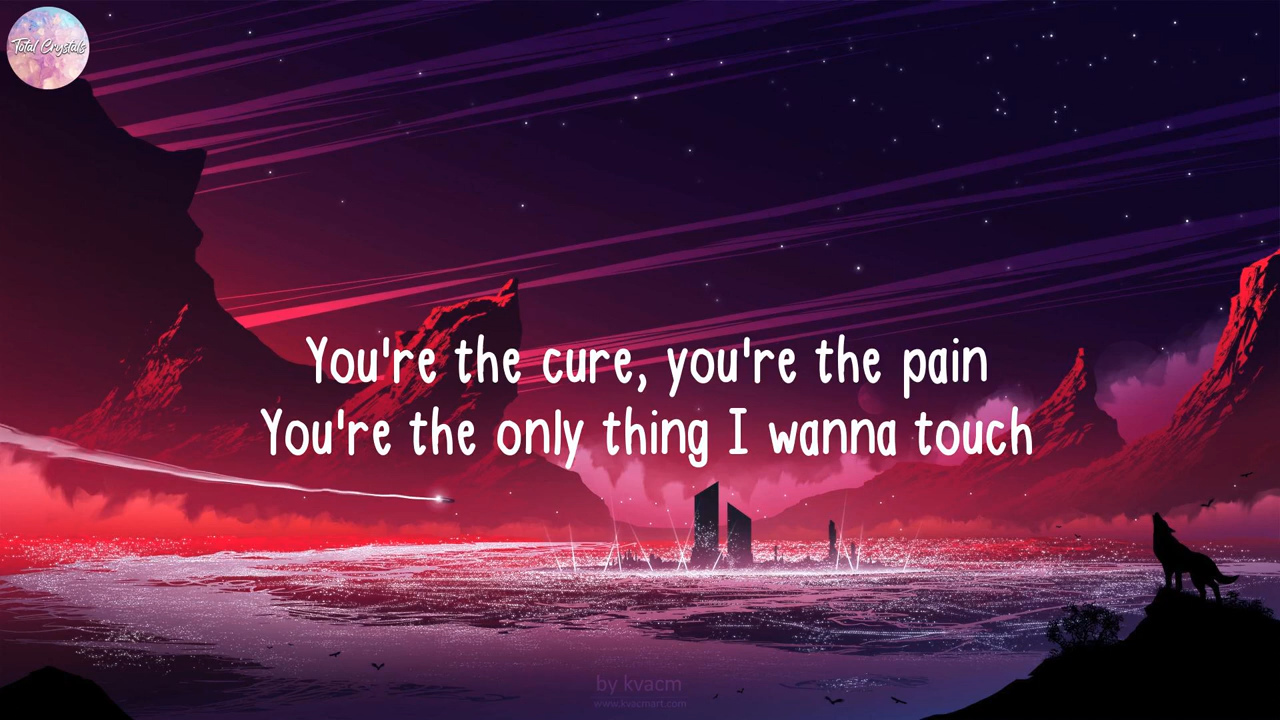 Total Crystals
You're the cure, you're the pain
You're the only thing I wanna touch
by kvacm
www.kvacmart.com